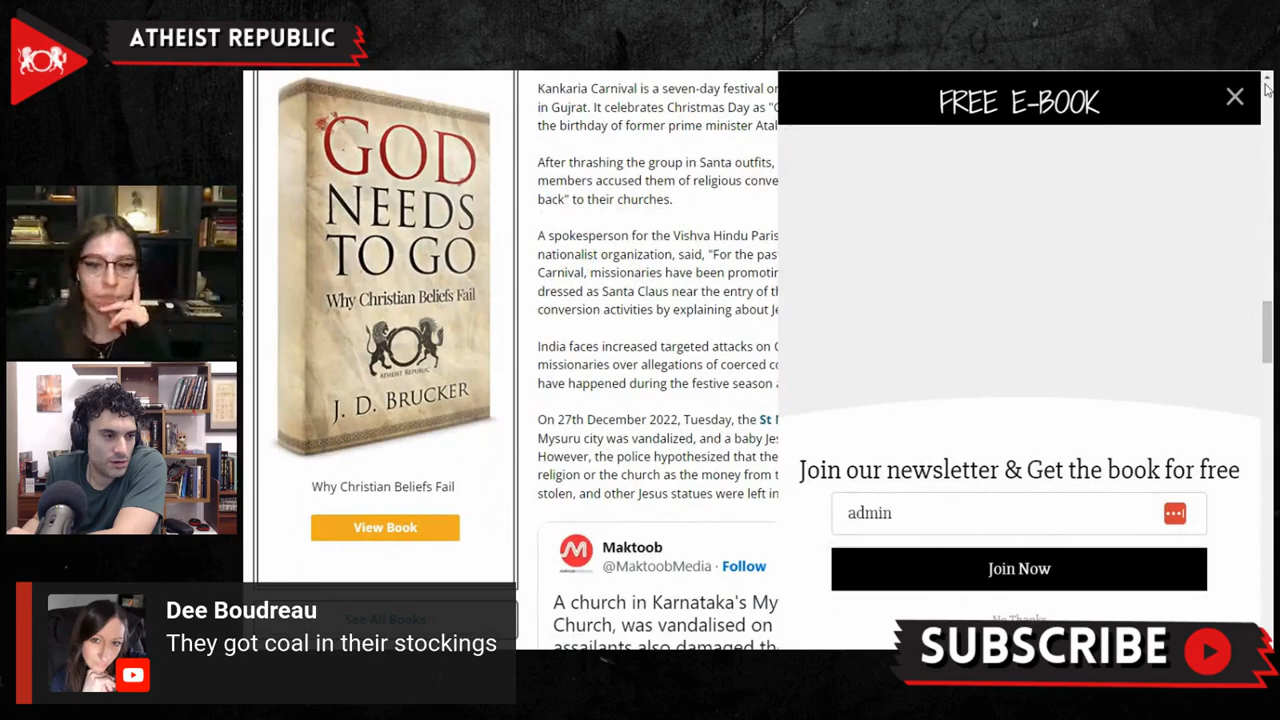 ATHEIST REPUBLIC
GOD
NEEDS
TO GO
Why Christian Beliefs Fail
ATHEIST REPUBLIC
J. D. BRUCKER
Why Christian Beliefs Fail
View Book
See All Books
Kankaria Carnival is a seven-day festival
in Gujrat. It celebrates Christmas Day as
the birthday of former prime minister Atal
After thrashing the group in Santa outfits,
members accused them of religious
back" to their churches.
A spokesperson for the Vishva Hindu
nationalist organization, said, "For the
Carnival, missionaries have been
dressed as Santa Claus near the entry of
conversion activities by explaining about
India faces increased targeted attacks on
missionaries over allegations of coerced
have happened during the festive season
On 27th December 2022, Tuesday, the St
Mysuru city was vandalized, and a baby
However, the police hypothesized that the
religion or the church as the money from
stolen, and other Jesus statues were left in
Maktoob
@MaktoobMedia · Follow
A church in Karnataka's
Church, was vandalised on
assailants also damaged
FREE E-BOOK
Join our newsletter & Get the book for free
admin
Join Now
No Thanks
Dee Boudreau
They got coal in their stockings
SUBSCRIBE